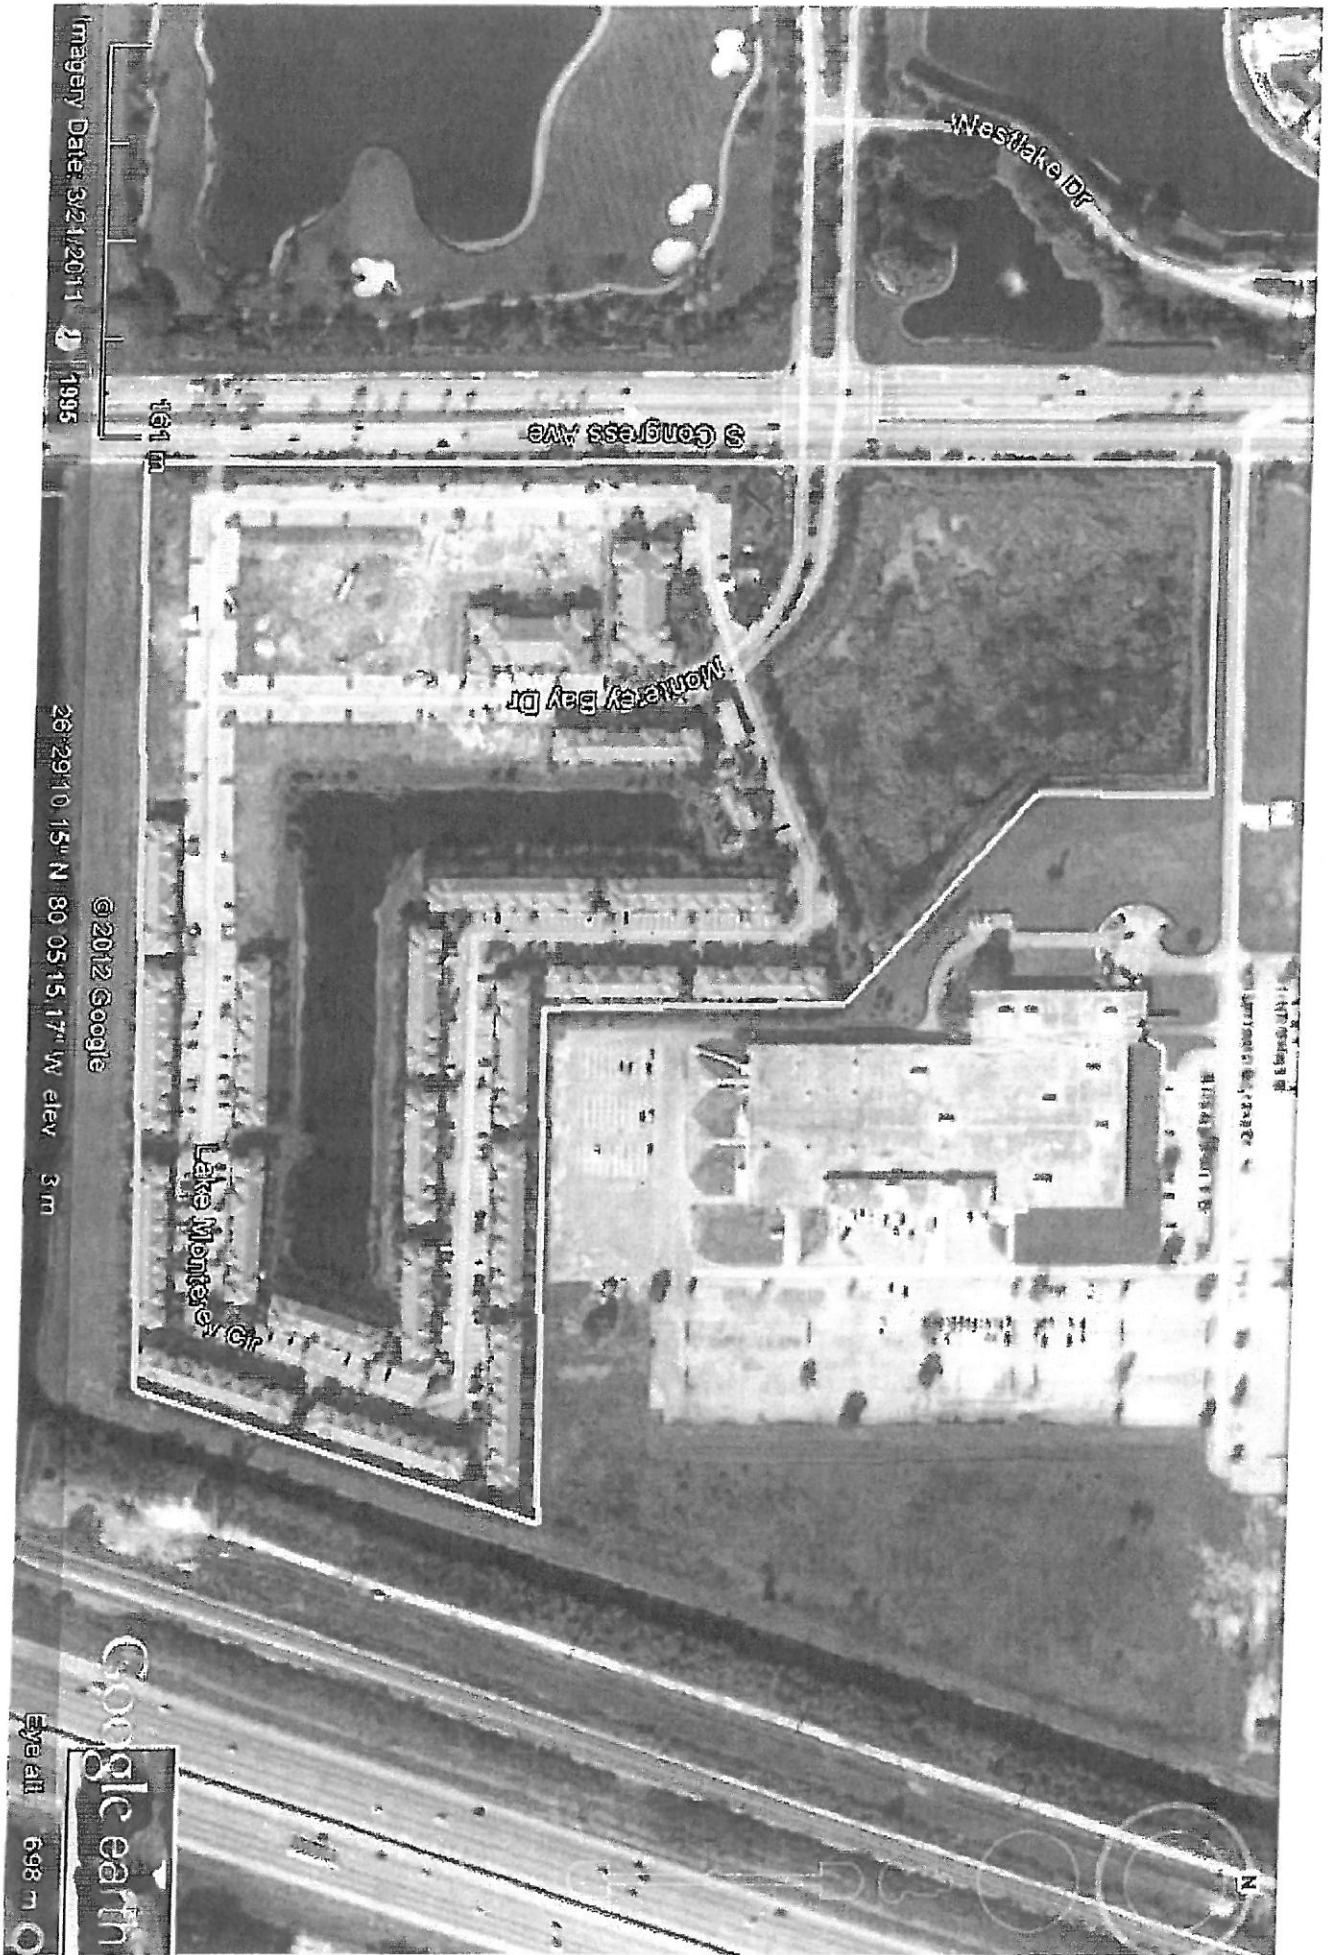 Westlake Dr
S Congress Ave
Monterey Bay Dr
Lake Monterey Cir
N
161 m
Google earth
© 2012 Google
Imagery Date: 3/21/2011
1995
26 29 10.15" N 80 05 15.17" W elev 3 m
Eye alt 698 m